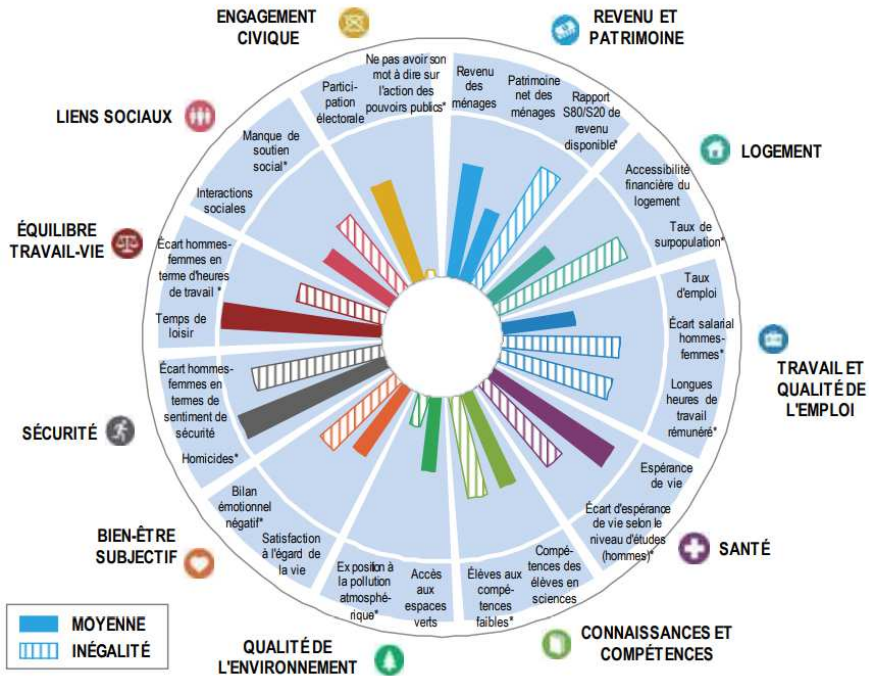 ENGAGEMENT
CIVIQUE
Participation
électorale
Ne pas avoir son
mot à dire sur
l'action des
pouvoirs publics*
REVENU ET
PATRIMOINE
Revenu
des
ménages
Patrimoine
net des
ménages
Rapport
S80/S20 de
revenu
disponible*
LOGEMENT
Accessibilité
financière du
logement
Taux de
surpopulation*
TRAVAIL ET
QUALITÉ DE
L'EMPLOI
Taux
d'emploi
Écart salarial
hommes-
femmes*
Longues
heures de
travail
rémunéré*
SANTÉ
Espérance
de vie
Écart d'espérance
de vie selon le
niveau d'études
(hommes)*
CONNAISSANCES ET
COMPÉTENCES
Compétences
des élèves en
sciences
Élèves aux
compé-
tences
faibles*
QUALITÉ DE
L'ENVIRONNEMENT
Accès
aux
espaces
verts
Exposition à
la pollution
atmosphé-
rique*
BIEN-ÊTRE
SUBJECTIF
Satisfaction
à l'égard de
la vie
Bilan
émotionnel
négatif*
SÉCURITÉ
Homicides*
Écart hommes-
femmes en
termes de
sentiment de
sécurité
ÉQUILIBRE
TRAVAIL-VIE
Temps de
loisir
Écart hommes-
femmes en
terme d'heures
de travail *
LIENS SOCIAUX
Interactions
sociales
Manque de
soutien
social*
MOYENNE
INÉGALITÉ